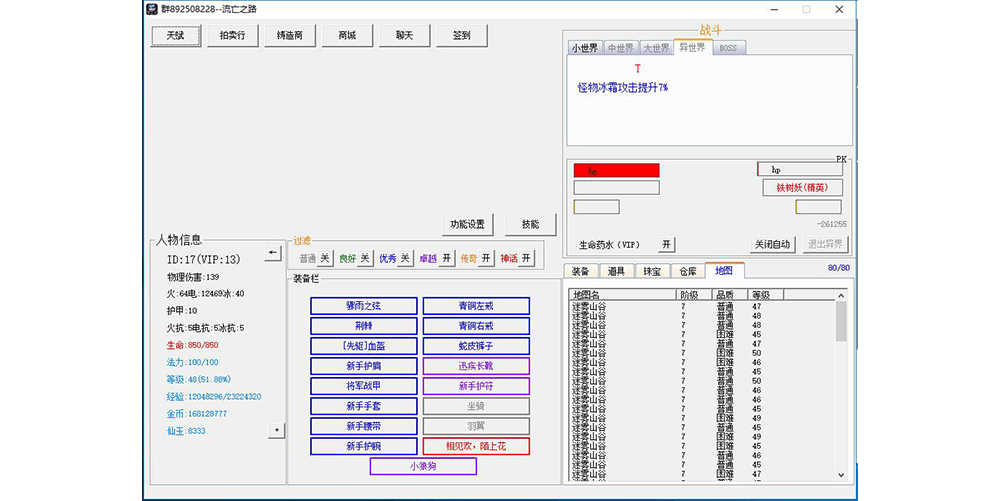 群892508228--流亡之路
天赋 拍卖行 铸造商 商城 聊天 签到
战斗
小世界 中世界 大世界 异世界 BOSS
T
怪物冰霜攻击提升7%
PK
hp hp
铁树妖(精英)
-261255
生命药水（VIP） 开 关闭自动 退出异界
功能设置 技能
人物信息
ID:17(VIP:13)
物理伤害:139
火:64电:12469冰:40
护甲:10
火抗:5电抗:5冰抗:5
生命:850/850
法力:100/100
等级:48(51.88%)
经验:12048296/23224320
金币:168128777
仙玉:8333
过滤
普通 关 良好 关 优秀 关 卓越 开 传奇 开 神话 开
装备栏
骤雨之弦 青铜左戒
荆棘 青铜右戒
[先驱]血盔 蛇皮裤子
新手护肩 迅疾长靴
将军战甲 新手护符
新手手套 坐骑
新手腰带 羽翼
新手护腕 相见欢，陌上花
小狼狗
装备 道具 珠宝 仓库 地图 80/80
地图名 阶级 品质 等级
迷雾山谷 7 普通 47
迷雾山谷 7 普通 48
迷雾山谷 7 普通 48
迷雾山谷 7 困难 45
迷雾山谷 7 普通 47
迷雾山谷 7 困难 50
迷雾山谷 7 困难 46
迷雾山谷 7 普通 45
迷雾山谷 7 普通 50
迷雾山谷 7 普通 46
迷雾山谷 7 普通 46
迷雾山谷 7 普通 45
迷雾山谷 7 困难 49
迷雾山谷 7 普通 45
迷雾山谷 7 困难 49
迷雾山谷 7 困难 45
迷雾山谷 7 普通 46
迷雾山谷 7 普通 45
迷雾山谷 7 困难 47